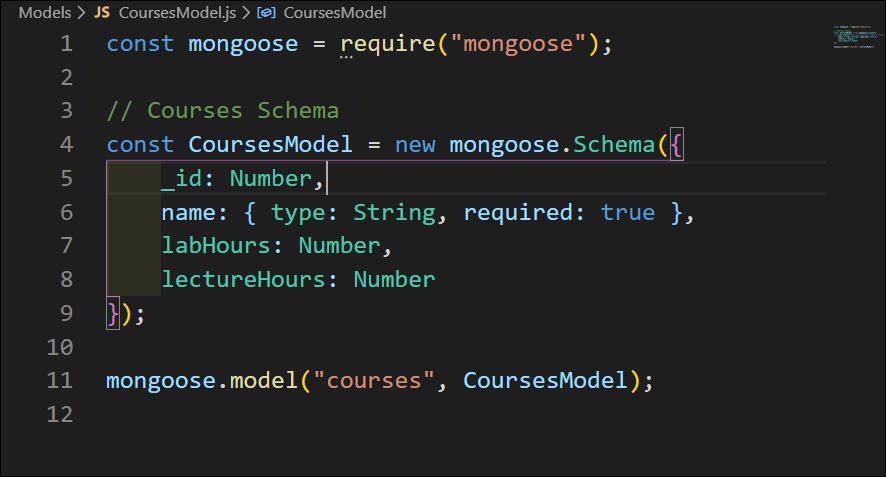 Models > JS CoursesModel.js > CoursesModel
1 const mongoose = require("mongoose");
2
3 // Courses Schema
4 const CoursesModel = new mongoose.Schema({
5     _id: Number,
6     name: { type: String, required: true },
7     labHours: Number,
8     lectureHours: Number
9 });
10
11 mongoose.model("courses", CoursesModel);
12